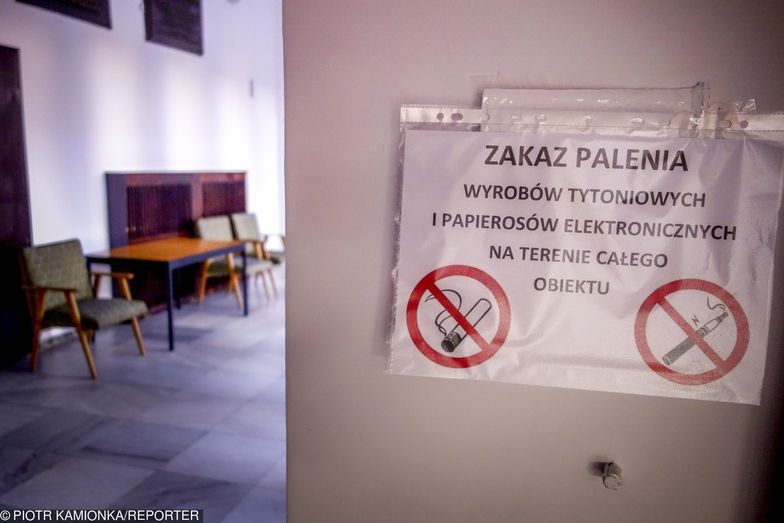 ZAKAZ PALENIA
WYROBÓW TYTONIOWYCH
I PAPIEROSÓW ELEKTRONICZNYCH
NA TERENIE CAŁEGO
OBIEKTU
© PIOTR KAMIONKA/REPORTER